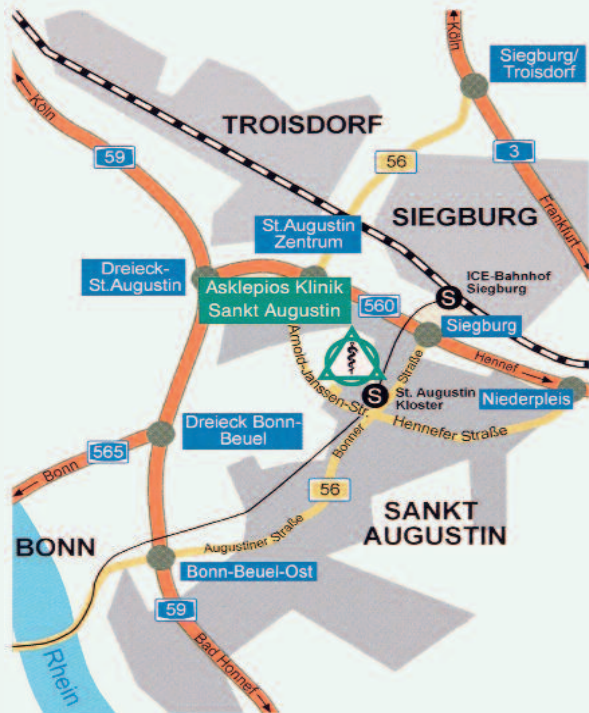 Köln
Köln
Siegburg/
Troisdorf
TROISDORF
59
56
3
SIEGBURG
Frankfurt
St.Augustin
Zentrum
Dreieck-
St.Augustin
ICE-Bahnhof
Siegburg
S
Asklepios Klinik
Sankt Augustin
560
Siegburg
Hennef
Arnold-Janssen-Str.
Bonner Straße
S
St. Augustin
Kloster
Niederpleis
Hennefer Straße
Dreieck Bonn-
Beuel
565
Bonn
56
SANKT
AUGUSTIN
BONN
Augustiner Straße
Bonn-Beuel-Ost
59
Bad Honnef
Rhein